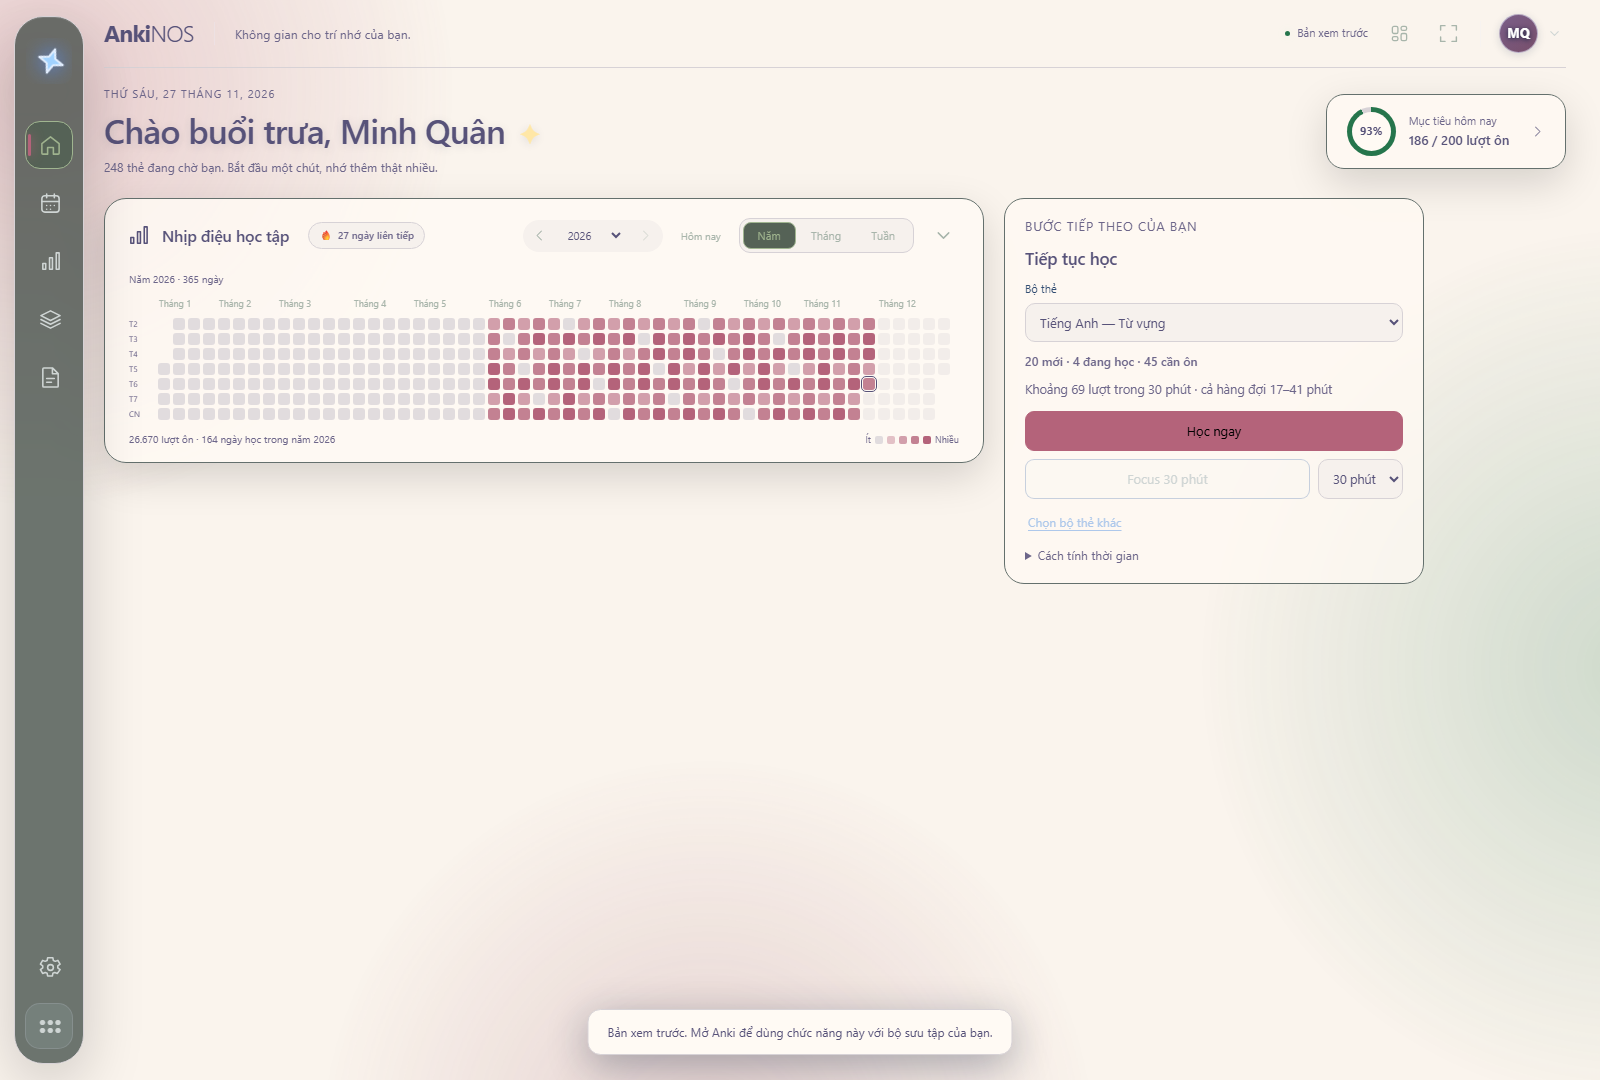 AnkiNOS
Không gian cho trí nhớ của bạn.
Bản xem trước
MQ
THỨ SÁU, 27 THÁNG 11, 2026
Chào buổi trưa, Minh Quân
248 thẻ đang chờ bạn. Bắt đầu một chút, nhớ thêm thật nhiều.
93%
Mục tiêu hôm nay
186 / 200 lượt ôn
Nhịp điệu học tập
27 ngày liên tiếp
2026
Hôm nay
Năm
Tháng
Tuần
Năm 2026 · 365 ngày
Tháng 1 Tháng 2 Tháng 3 Tháng 4 Tháng 5 Tháng 6 Tháng 7 Tháng 8 Tháng 9 Tháng 10 Tháng 11 Tháng 12
T2
T3
T4
T5
T6
T7
CN
26.670 lượt ôn · 164 ngày học trong năm 2026
Ít
Nhiều
BƯỚC TIẾP THEO CỦA BẠN
Tiếp tục học
Bộ thẻ
Tiếng Anh — Từ vựng
20 mới · 4 đang học · 45 cần ôn
Khoảng 69 lượt trong 30 phút · cả hàng đợi 17–41 phút
Học ngay
Focus 30 phút
30 phút
Chọn bộ thẻ khác
Cách tính thời gian
Bản xem trước. Mở Anki để dùng chức năng này với bộ sưu tập của bạn.